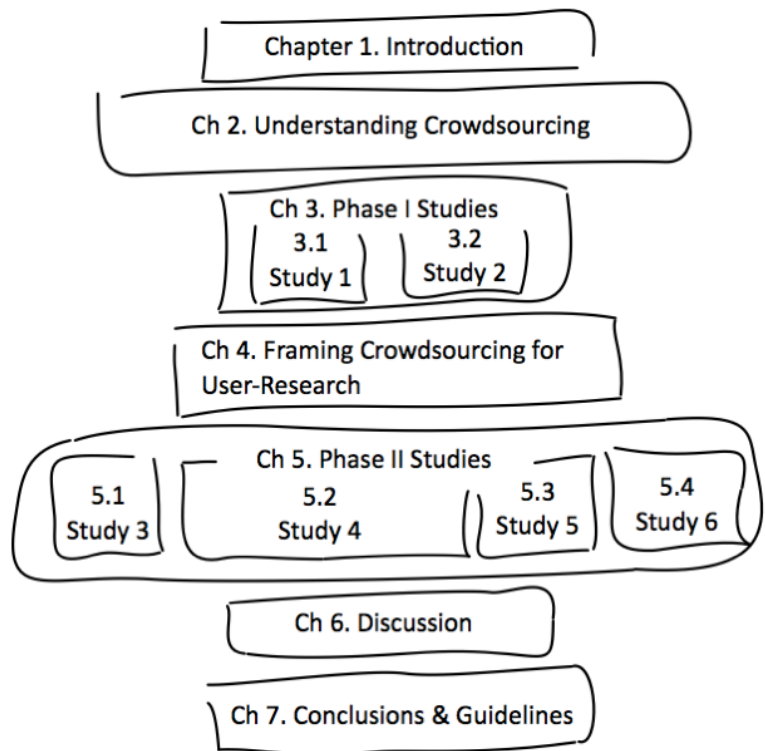 Chapter 1. Introduction
Ch 2. Understanding Crowdsourcing
Ch 3. Phase I Studies
3.1
Study 1
3.2
Study 2
Ch 4. Framing Crowdsourcing for
User-Research
Ch 5. Phase II Studies
5.1
Study 3
5.2
Study 4
5.3
Study 5
5.4
Study 6
Ch 6. Discussion
Ch 7. Conclusions & Guidelines